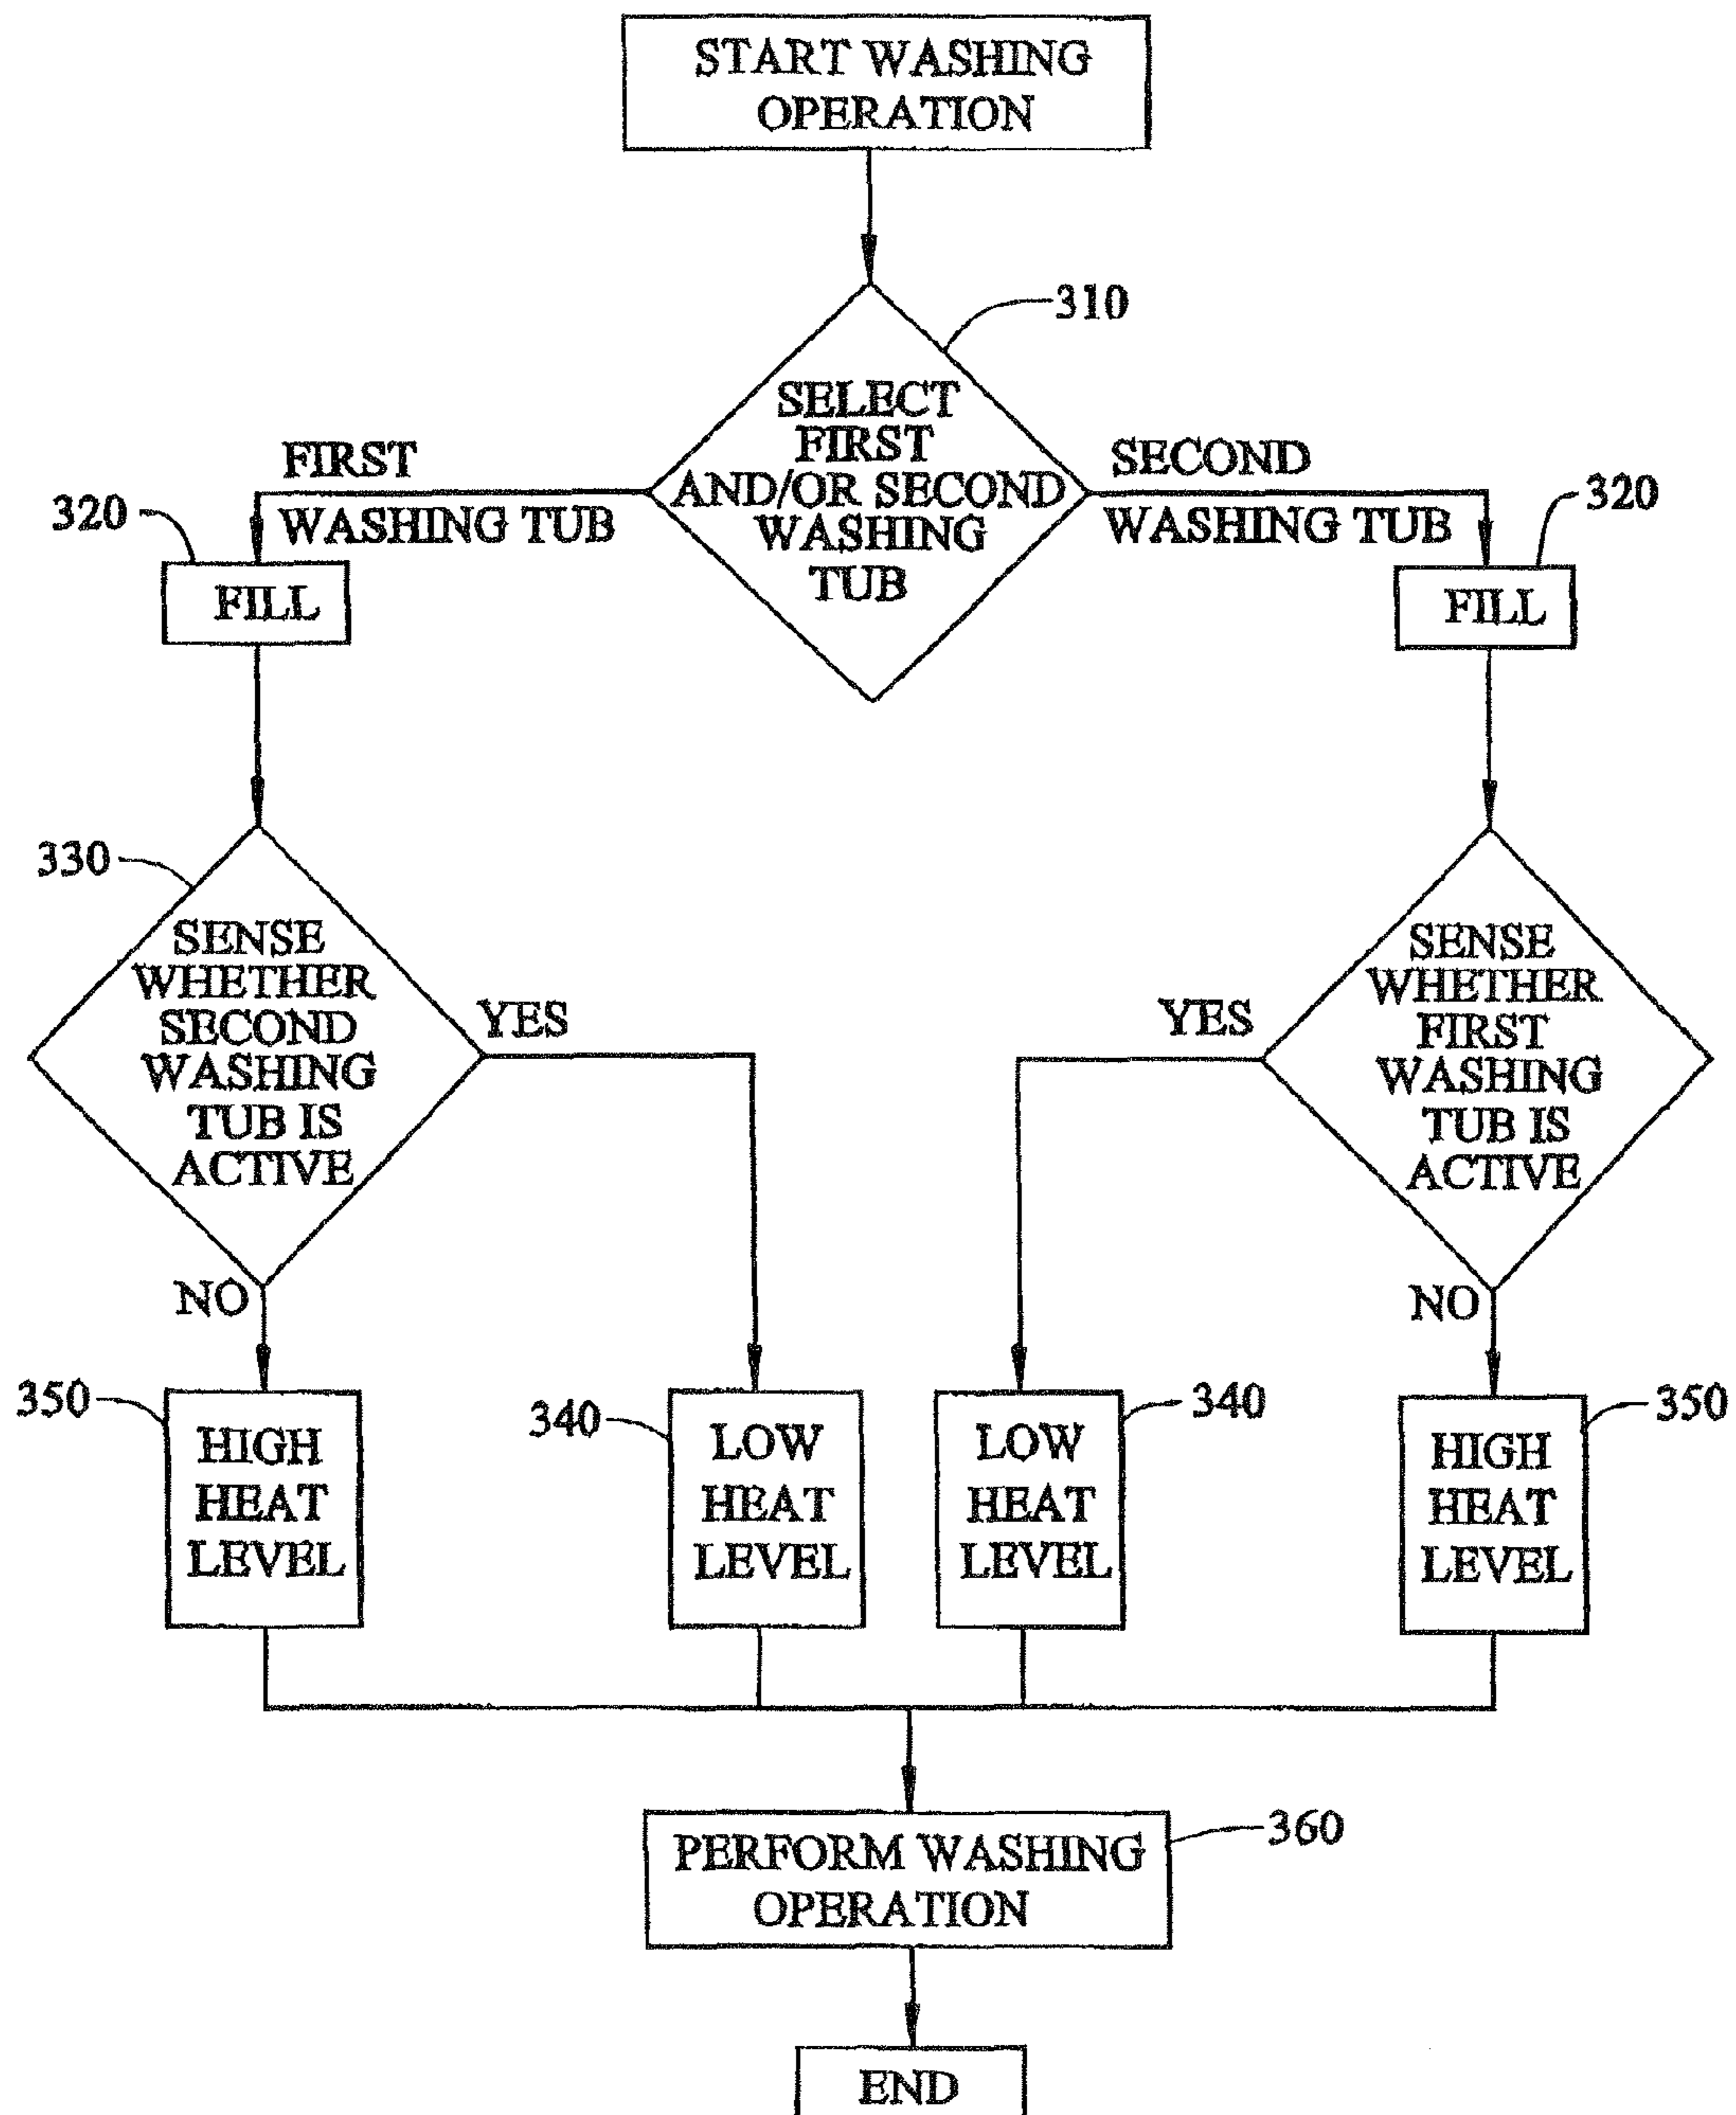 START WASHING
OPERATION
310
SELECT
FIRST
AND/OR SECOND
WASHING
TUB
FIRST
WASHING TUB
SECOND
WASHING TUB
320
FILL
320
FILL
330
SENSE
WHETHER
SECOND
WASHING
TUB IS
ACTIVE
YES
NO
YES
SENSE
WHETHER
FIRST
WASHING
TUB IS
ACTIVE
NO
350
HIGH
HEAT
LEVEL
340
LOW
HEAT
LEVEL
340
LOW
HEAT
LEVEL
350
HIGH
HEAT
LEVEL
PERFORM WASHING
OPERATION
360
END